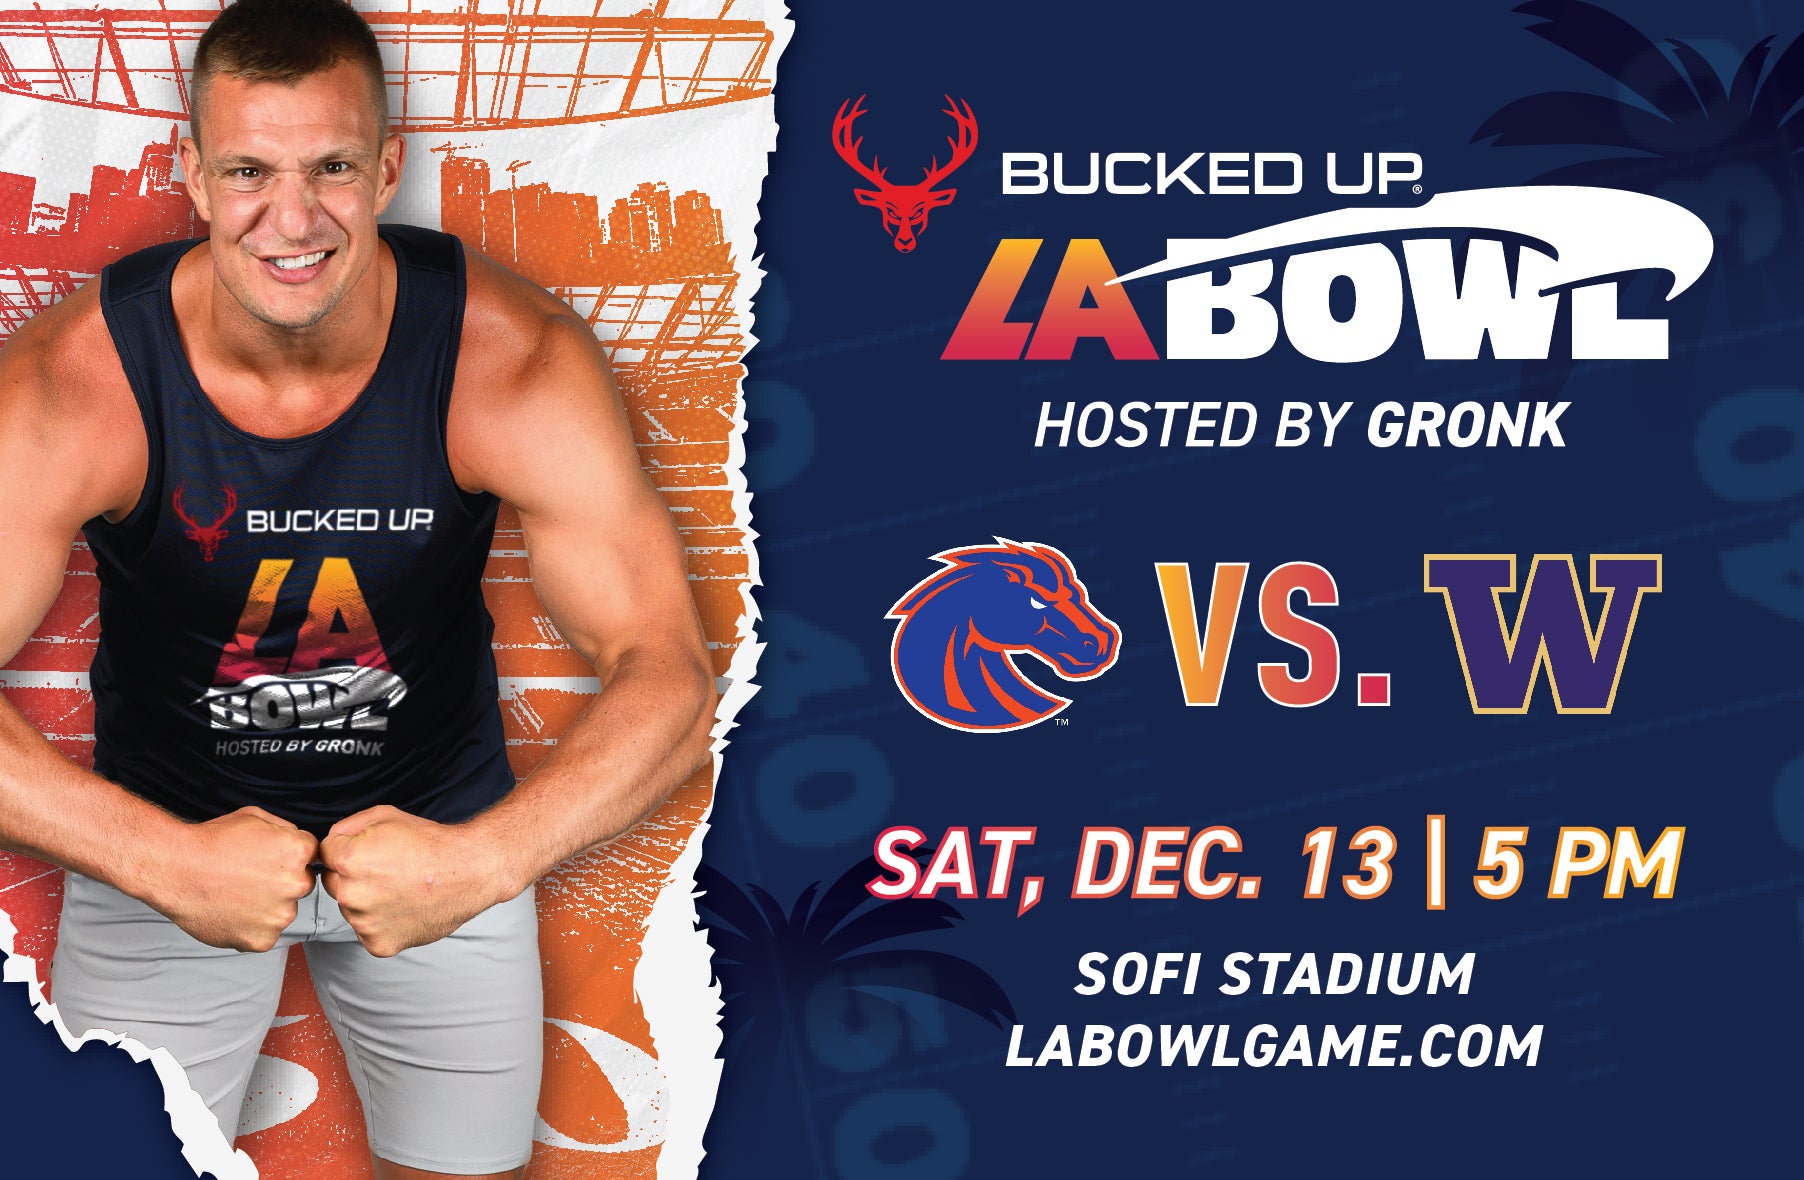 BUCKED UP®
LA BOWL
HOSTED BY GRONK
VS.
W
™
SAT, DEC. 13 | 5 PM
SOFI STADIUM
LABOWLGAME.COM
BUCKED UP
LA
BOWL
HOSTED BY GRONK